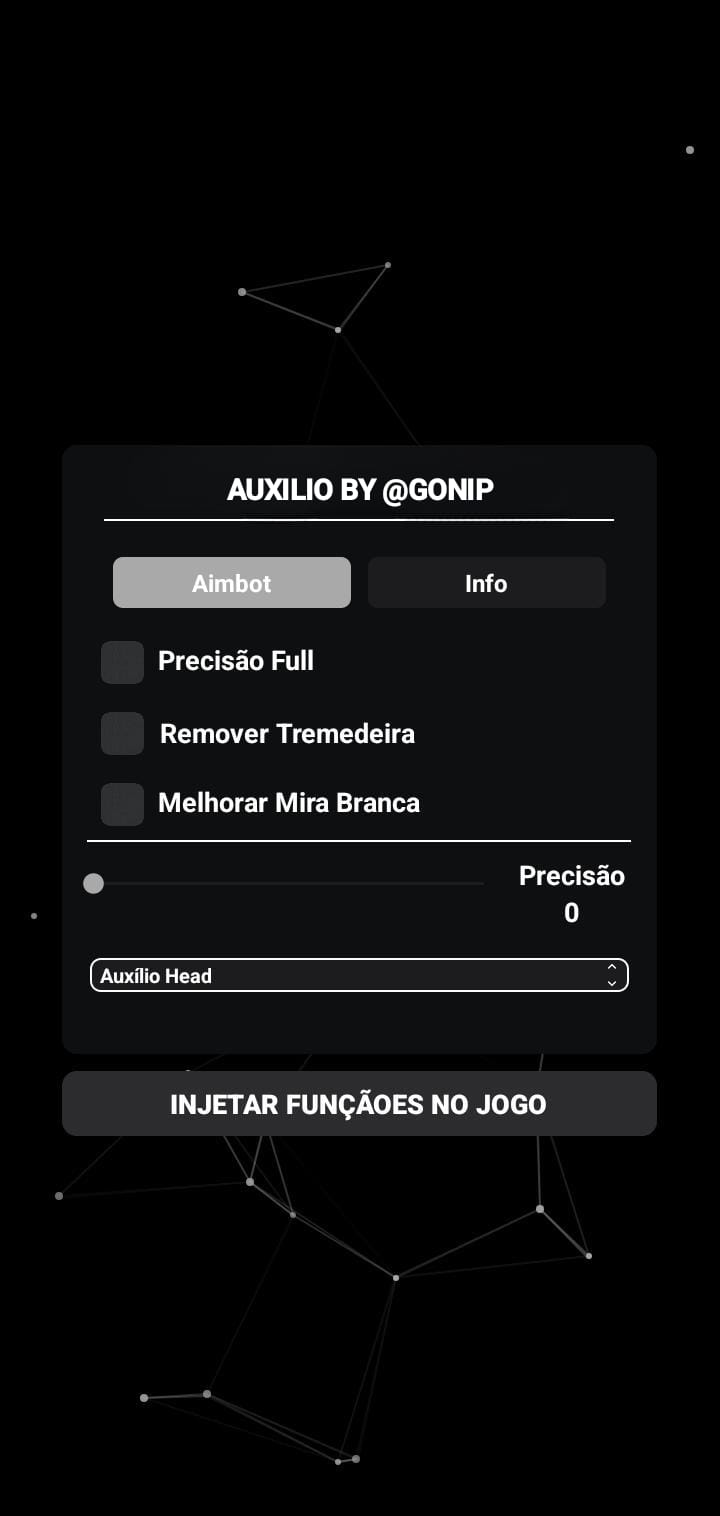 AUXILIO BY @GONIP
Aimbot
Info
Precisão Full
Remover Tremedeira
Melhorar Mira Branca
Precisão
0
Auxílio Head
INJETAR FUNÇÃOES NO JOGO